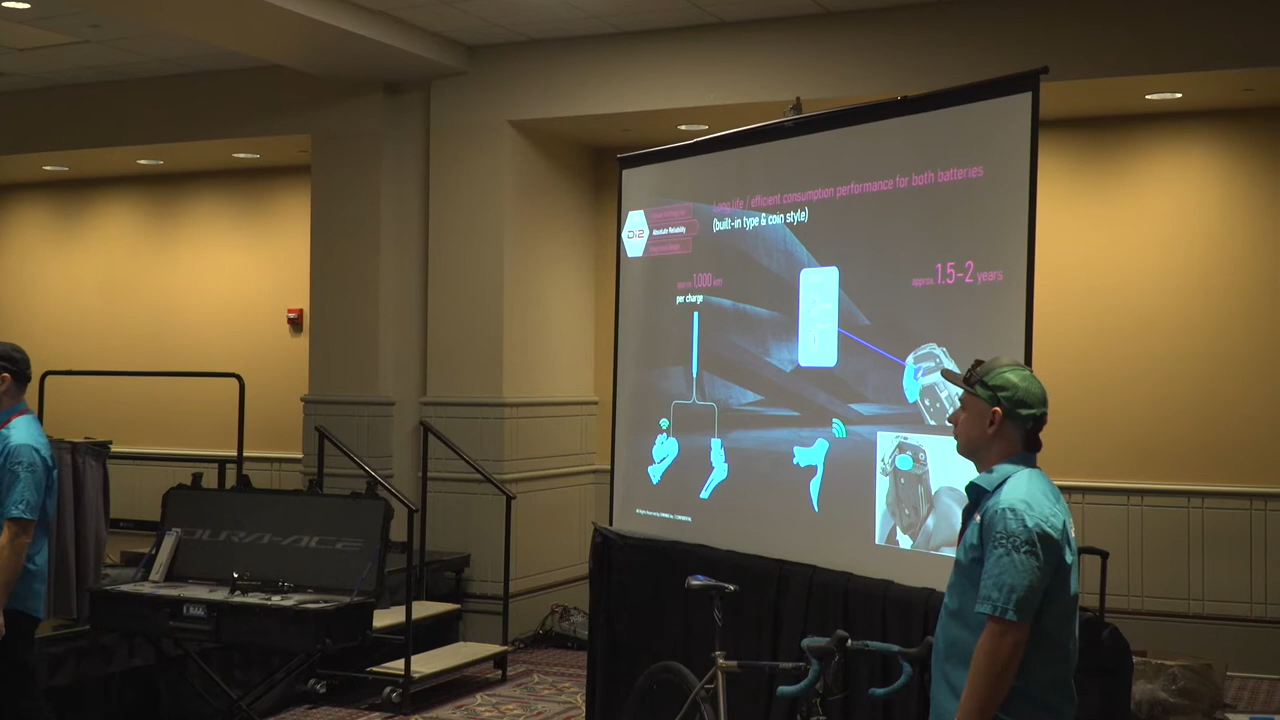 Long life / efficient consumption performance for both batteries
(built-in type & coin style)
Di2
Absolute Reliability
approx. 1,000 km
per charge
approx. 1.5-2 years
DURA-ACE